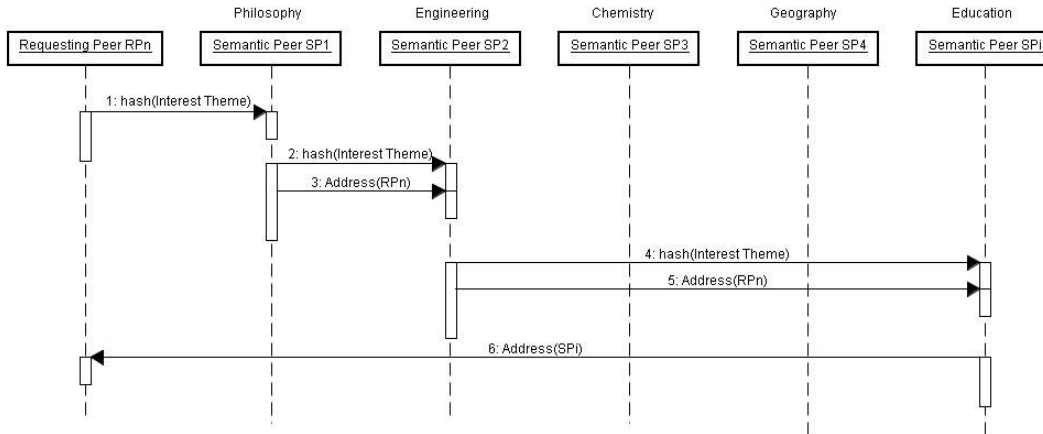 Philosophy
Engineering
Chemistry
Geography
Education
Requesting Peer RPn
Semantic Peer SP1
Semantic Peer SP2
Semantic Peer SP3
Semantic Peer SP4
Semantic Peer SPi
1: hash(Interest Theme)
2: hash(Interest Theme)
3: Address(RPn)
4: hash(Interest Theme)
5: Address(RPn)
6: Address(SPi)